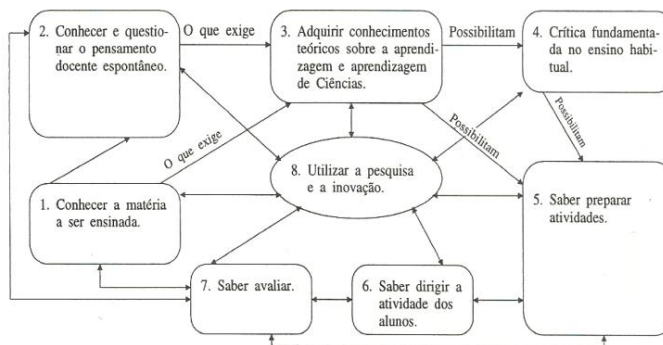 2. Conhecer e questio-
nar o pensamento
docente espontâneo.
O que exige
3. Adquirir conhecimentos
teóricos sobre a aprendi-
zagem e aprendizagem
de Ciências.
Possibilitam
4. Crítica fundamenta-
da no ensino habi-
tual.
O que exige
Possibilitam
Possibilitam
8. Utilizar a pesquisa
e a inovação.
1. Conhecer a matéria
a ser ensinada.
5. Saber preparar
atividades.
7. Saber avaliar.
6. Saber dirigir a
atividade dos
alunos.